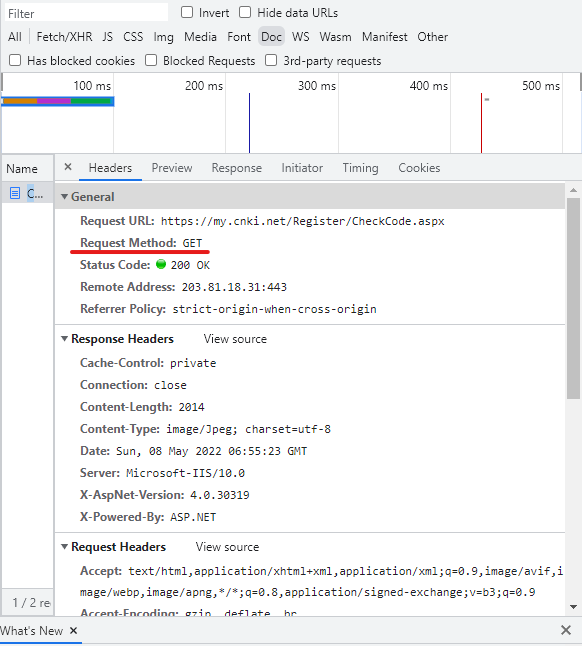 Filter Invert Hide data URLs
All Fetch/XHR JS CSS Img Media Font Doc WS Wasm Manifest Other
Has blocked cookies Blocked Requests 3rd-party requests
100 ms 200 ms 300 ms 400 ms 500 ms
Name × Headers Preview Response Initiator Timing Cookies
C...
General
Request URL: https://my.cnki.net/Register/CheckCode.aspx
Request Method: GET
Status Code: 200 OK
Remote Address: 203.81.18.31:443
Referrer Policy: strict-origin-when-cross-origin
Response Headers View source
Cache-Control: private
Connection: close
Content-Length: 2014
Content-Type: image/Jpeg; charset=utf-8
Date: Sun, 08 May 2022 06:55:23 GMT
Server: Microsoft-IIS/10.0
X-AspNet-Version: 4.0.30319
X-Powered-By: ASP.NET
Request Headers View source
Accept: text/html,application/xhtml+xml,application/xml;q=0.9,image/avif,i
mage/webp,image/apng,*/*;q=0.8,application/signed-exchange;v=b3;q=0.9
1 / 2 re
Accept-Encoding: gzip, deflate, br
What's New × ×